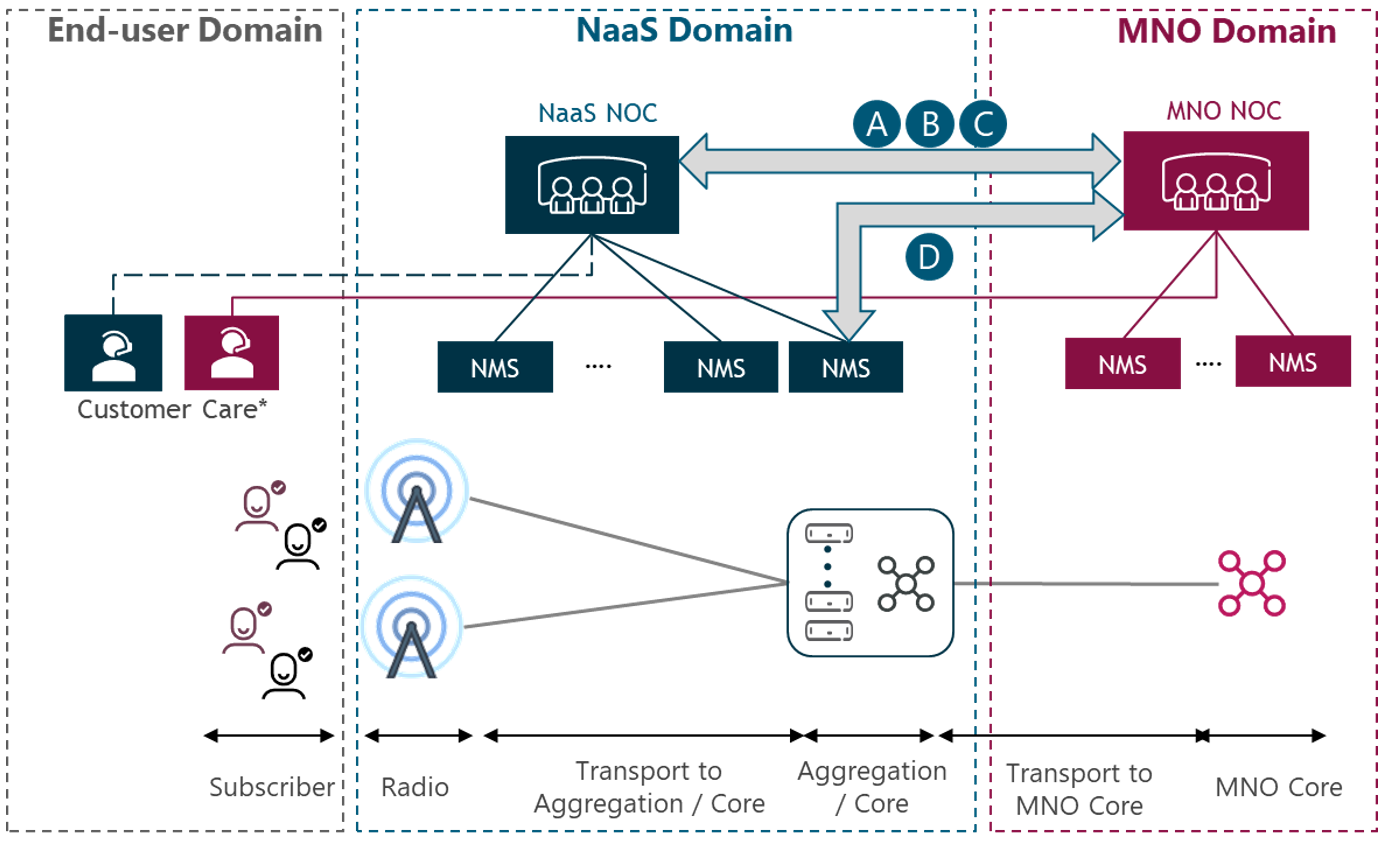 End-user Domain
NaaS Domain
MNO Domain
NaaS NOC
A B C
MNO NOC
D
NMS
....
NMS
NMS
NMS
....
NMS
Customer Care*
Subscriber
Radio
Transport to
Aggregation / Core
Aggregation
/ Core
Transport to
MNO Core
MNO Core